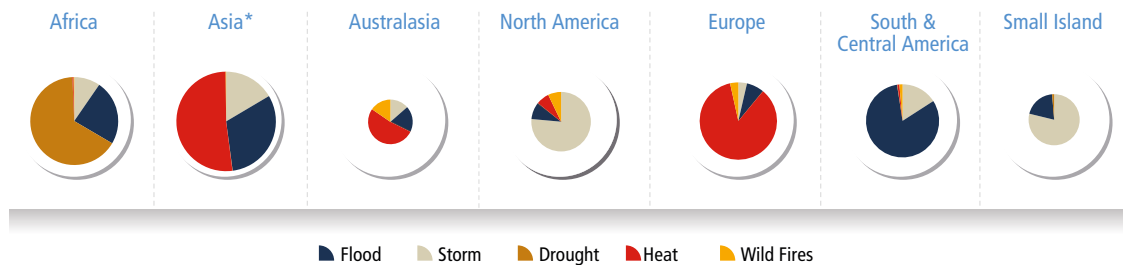 Africa
Asia*
Australasia
North America
Europe
South &
Central America
Small Island
Flood
Storm
Drought
Heat
Wild Fires